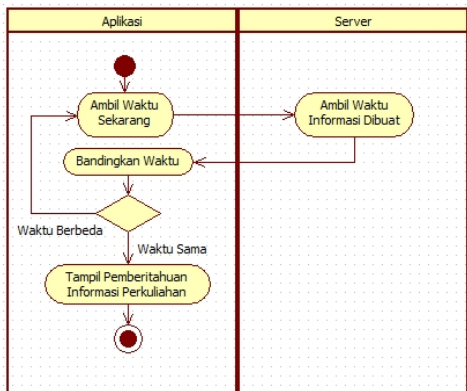 Aplikasi
Server
Ambil Waktu
Sekarang
Ambil Waktu
Informasi Dibuat
Bandingkan Waktu
Waktu Berbeda
Waktu Sama
Tampil Pemberitahuan
Informasi Perkuliahan